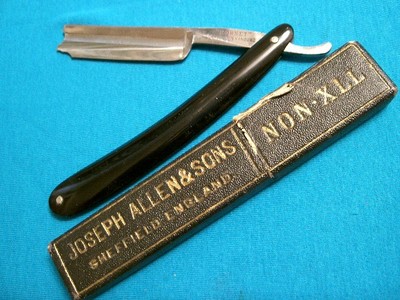 JOSEPH ALLEN & SONS
SHEFFIELD. ENGLAND.
NON-XLL